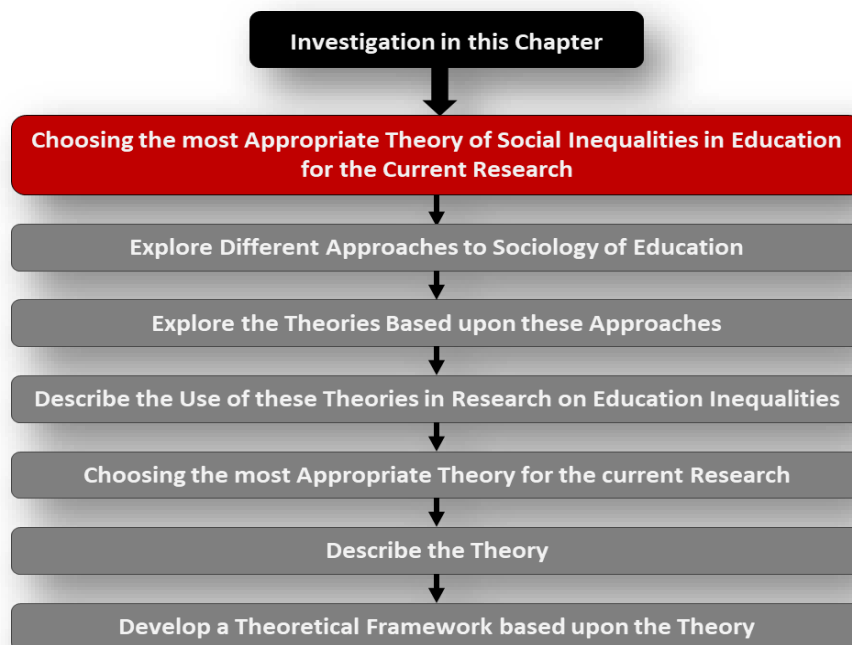 Investigation in this Chapter
Choosing the most Appropriate Theory of Social Inequalities in Education
for the Current Research
Explore Different Approaches to Sociology of Education
Explore the Theories Based upon these Approaches
Describe the Use of these Theories in Research on Education Inequalities
Choosing the most Appropriate Theory for the current Research
Describe the Theory
Develop a Theoretical Framework based upon the Theory